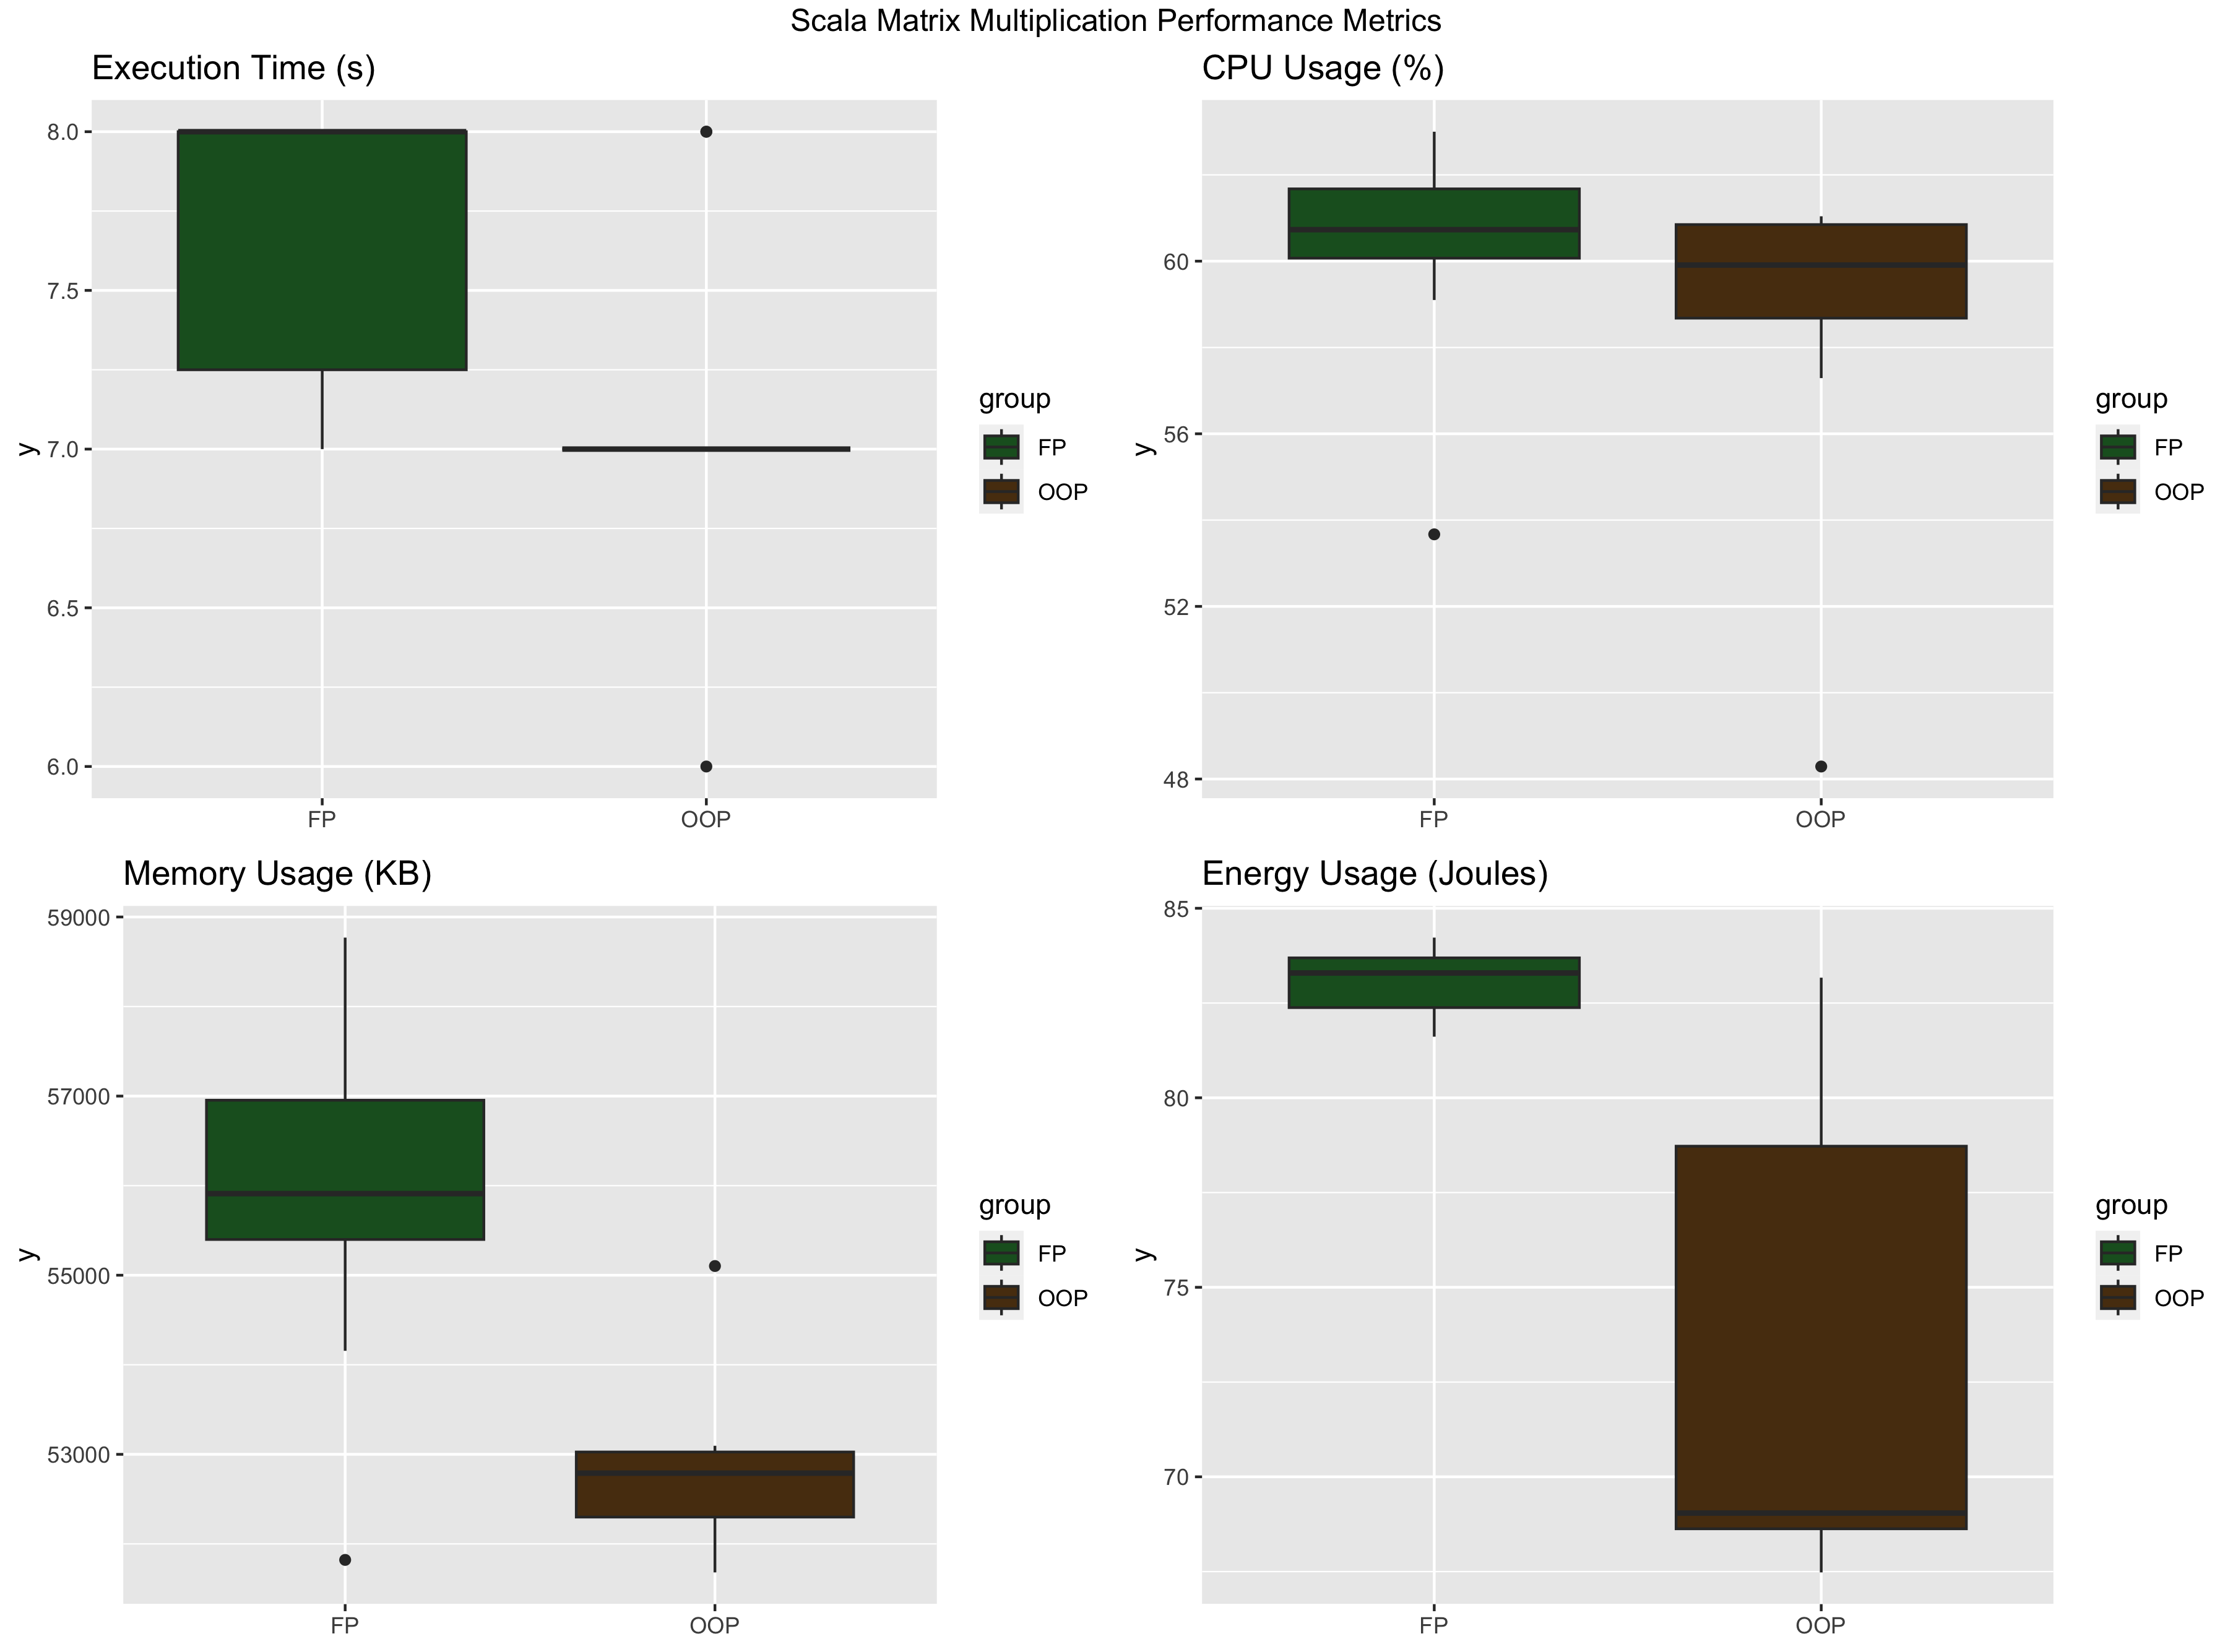 Scala Matrix Multiplication Performance Metrics
Execution Time (s)
y
8.0
7.5
7.0
6.5
6.0
FP
OOP
group
FP
OOP
CPU Usage (%)
y
60
56
52
48
FP
OOP
group
FP
OOP
Memory Usage (KB)
y
59000
57000
55000
53000
FP
OOP
group
FP
OOP
Energy Usage (Joules)
y
85
80
75
70
FP
OOP
group
FP
OOP